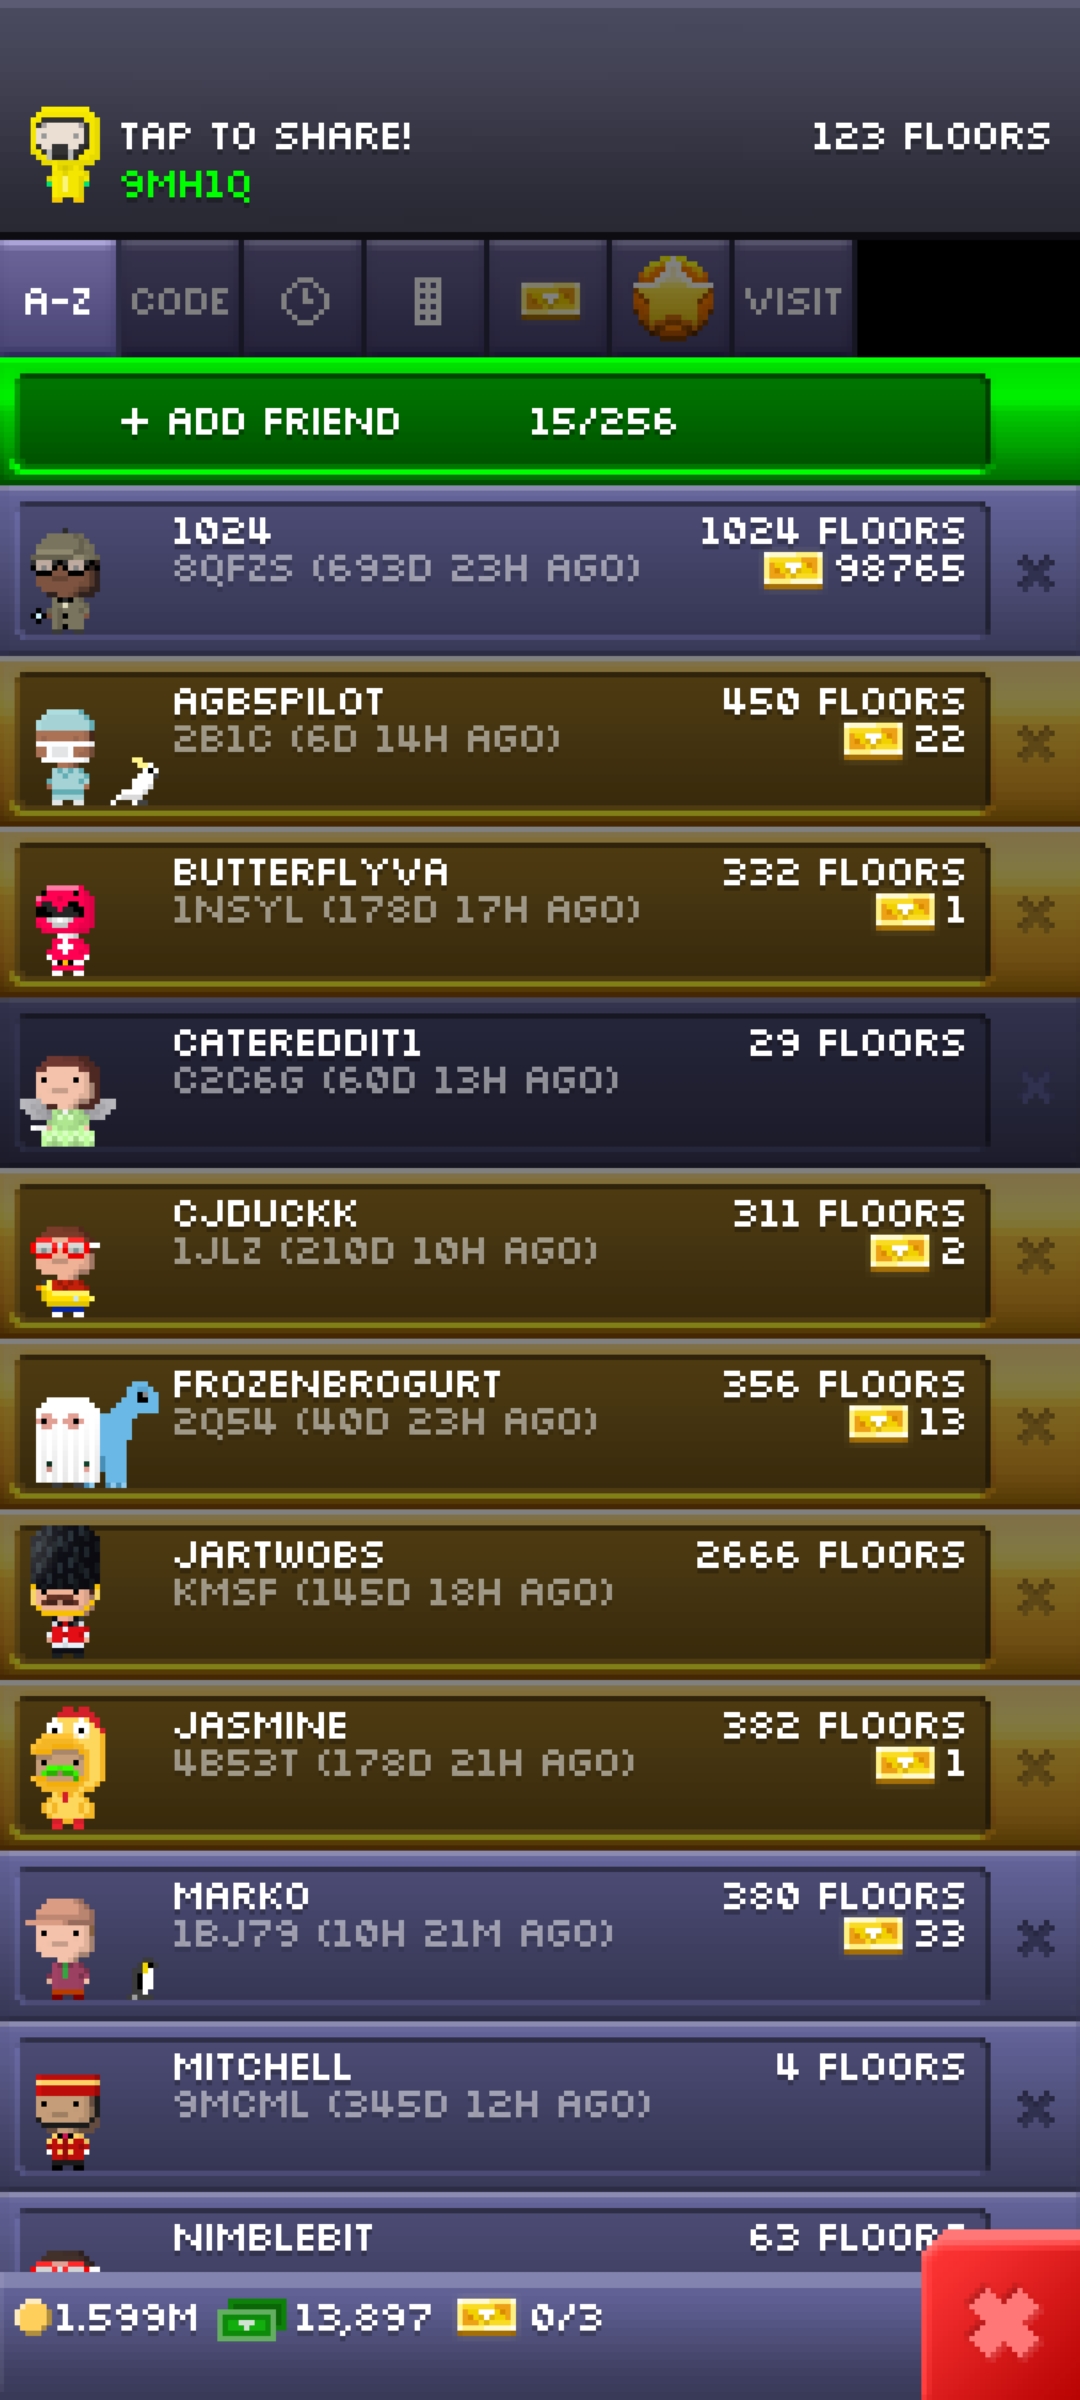 TAP TO SHARE! 123 FLOORS
9MH1Q
A-Z CODE VISIT
+ ADD FRIEND 15/256
1024 1024 FLOORS
8QFZS (693D 23H AGO) 98765
AGB5PILOT 450 FLOORS
2B1C (6D 14H AGO) 22
BUTTERFLYVA 332 FLOORS
1NSYL (178D 17H AGO) 1
CATEREDDIT1 29 FLOORS
C2C6G (60D 13H AGO)
CJDUCKK 311 FLOORS
1JLZ (210D 10H AGO) 2
FROZENBROGURT 356 FLOORS
2Q54 (40D 23H AGO) 13
JARTWOBS 2666 FLOORS
KMSF (145D 18H AGO)
JASMINE 382 FLOORS
4B53T (178D 21H AGO) 1
MARKO 380 FLOORS
1BJ79 (10H 21M AGO) 33
MITCHELL 4 FLOORS
9MCML (345D 12H AGO)
NIMBLEBIT 63 FLOORS
1.599M 13,897 0/3